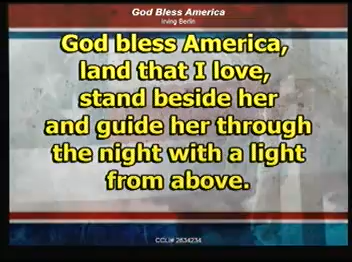 God Bless America
Irving Berlin
God bless America,
land that I love,
stand beside her
and guide her through
the night with a light
from above.
CCLI# 2634234